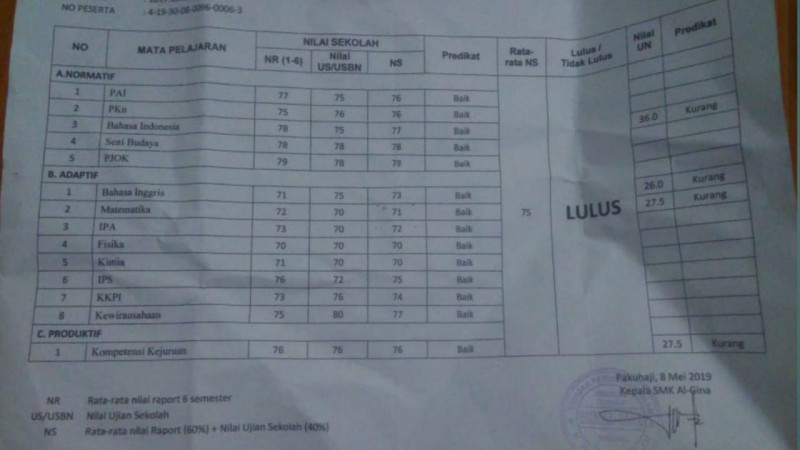 NO PESERTA : 4-19-30-06-0096-0006-3
NO MATA PELAJARAN NILAI SEKOLAH Predikat Rata-rata NS Lulus / Tidak Lulus Nilai UN Predikat
NR (1-6) Nilai US/USBN NS
A.NORMATIF
1 PAI 77 75 76 Baik
2 PKn 75 76 76 Baik
3 Bahasa Indonesia 78 75 77 Baik 36.0 Kurang
4 Seni Budaya 78 78 78 Baik
5 PJOK 79 78 79 Baik
B. ADAPTIF
1 Bahasa Inggris 71 75 73 Baik 26.0 Kurang
2 Matematika 72 70 71 Baik 75 LULUS 27.5 Kurang
3 IPA 73 70 72 Baik
4 Fisika 70 70 70 Baik
5 Kimia 71 70 70 Baik
6 IPS 76 72 75 Baik
7 KKPI 73 76 74 Baik
8 Kewirausahaan 75 80 77 Baik
C. PRODUKTIF
1 Kompetensi Kejuruan 76 76 76 Baik 27.5 Kurang
Pakuhaji, 8 Mei 2019
Kepala SMK Al-Gina
NR Rata-rata nilai raport 6 semester
US/USBN Nilai Ujian Sekolah
NS Rata-rata nilai Raport (60%) + Nilai Ujian Sekolah (40%)